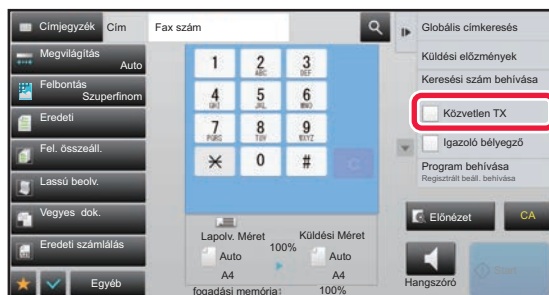 Címjegyzék
Cím
Fax szám
Megvilágítás
Auto
Felbontás
Szuperfinom
Eredeti
Fel. összeáll.
Lassú beolv.
Vegyes dok.
Eredeti számlálás
Egyéb
1
2
ABC
3
DEF
4
GHI
5
JKL
6
MNO
7
PQRS
8
TUV
9
WXYZ
0
#
C
Lapolv. Méret
100%
Küldési Méret
Auto
A4
Auto
A4
fogadási memória:
100%
Globális címkeresés
Küldési előzmények
Keresési szám behívása
Közvetlen TX
Igazoló bélyegző
Program behívása
Regisztrált beáll. behívása
Előnézet
CA
Hangszóró
Start